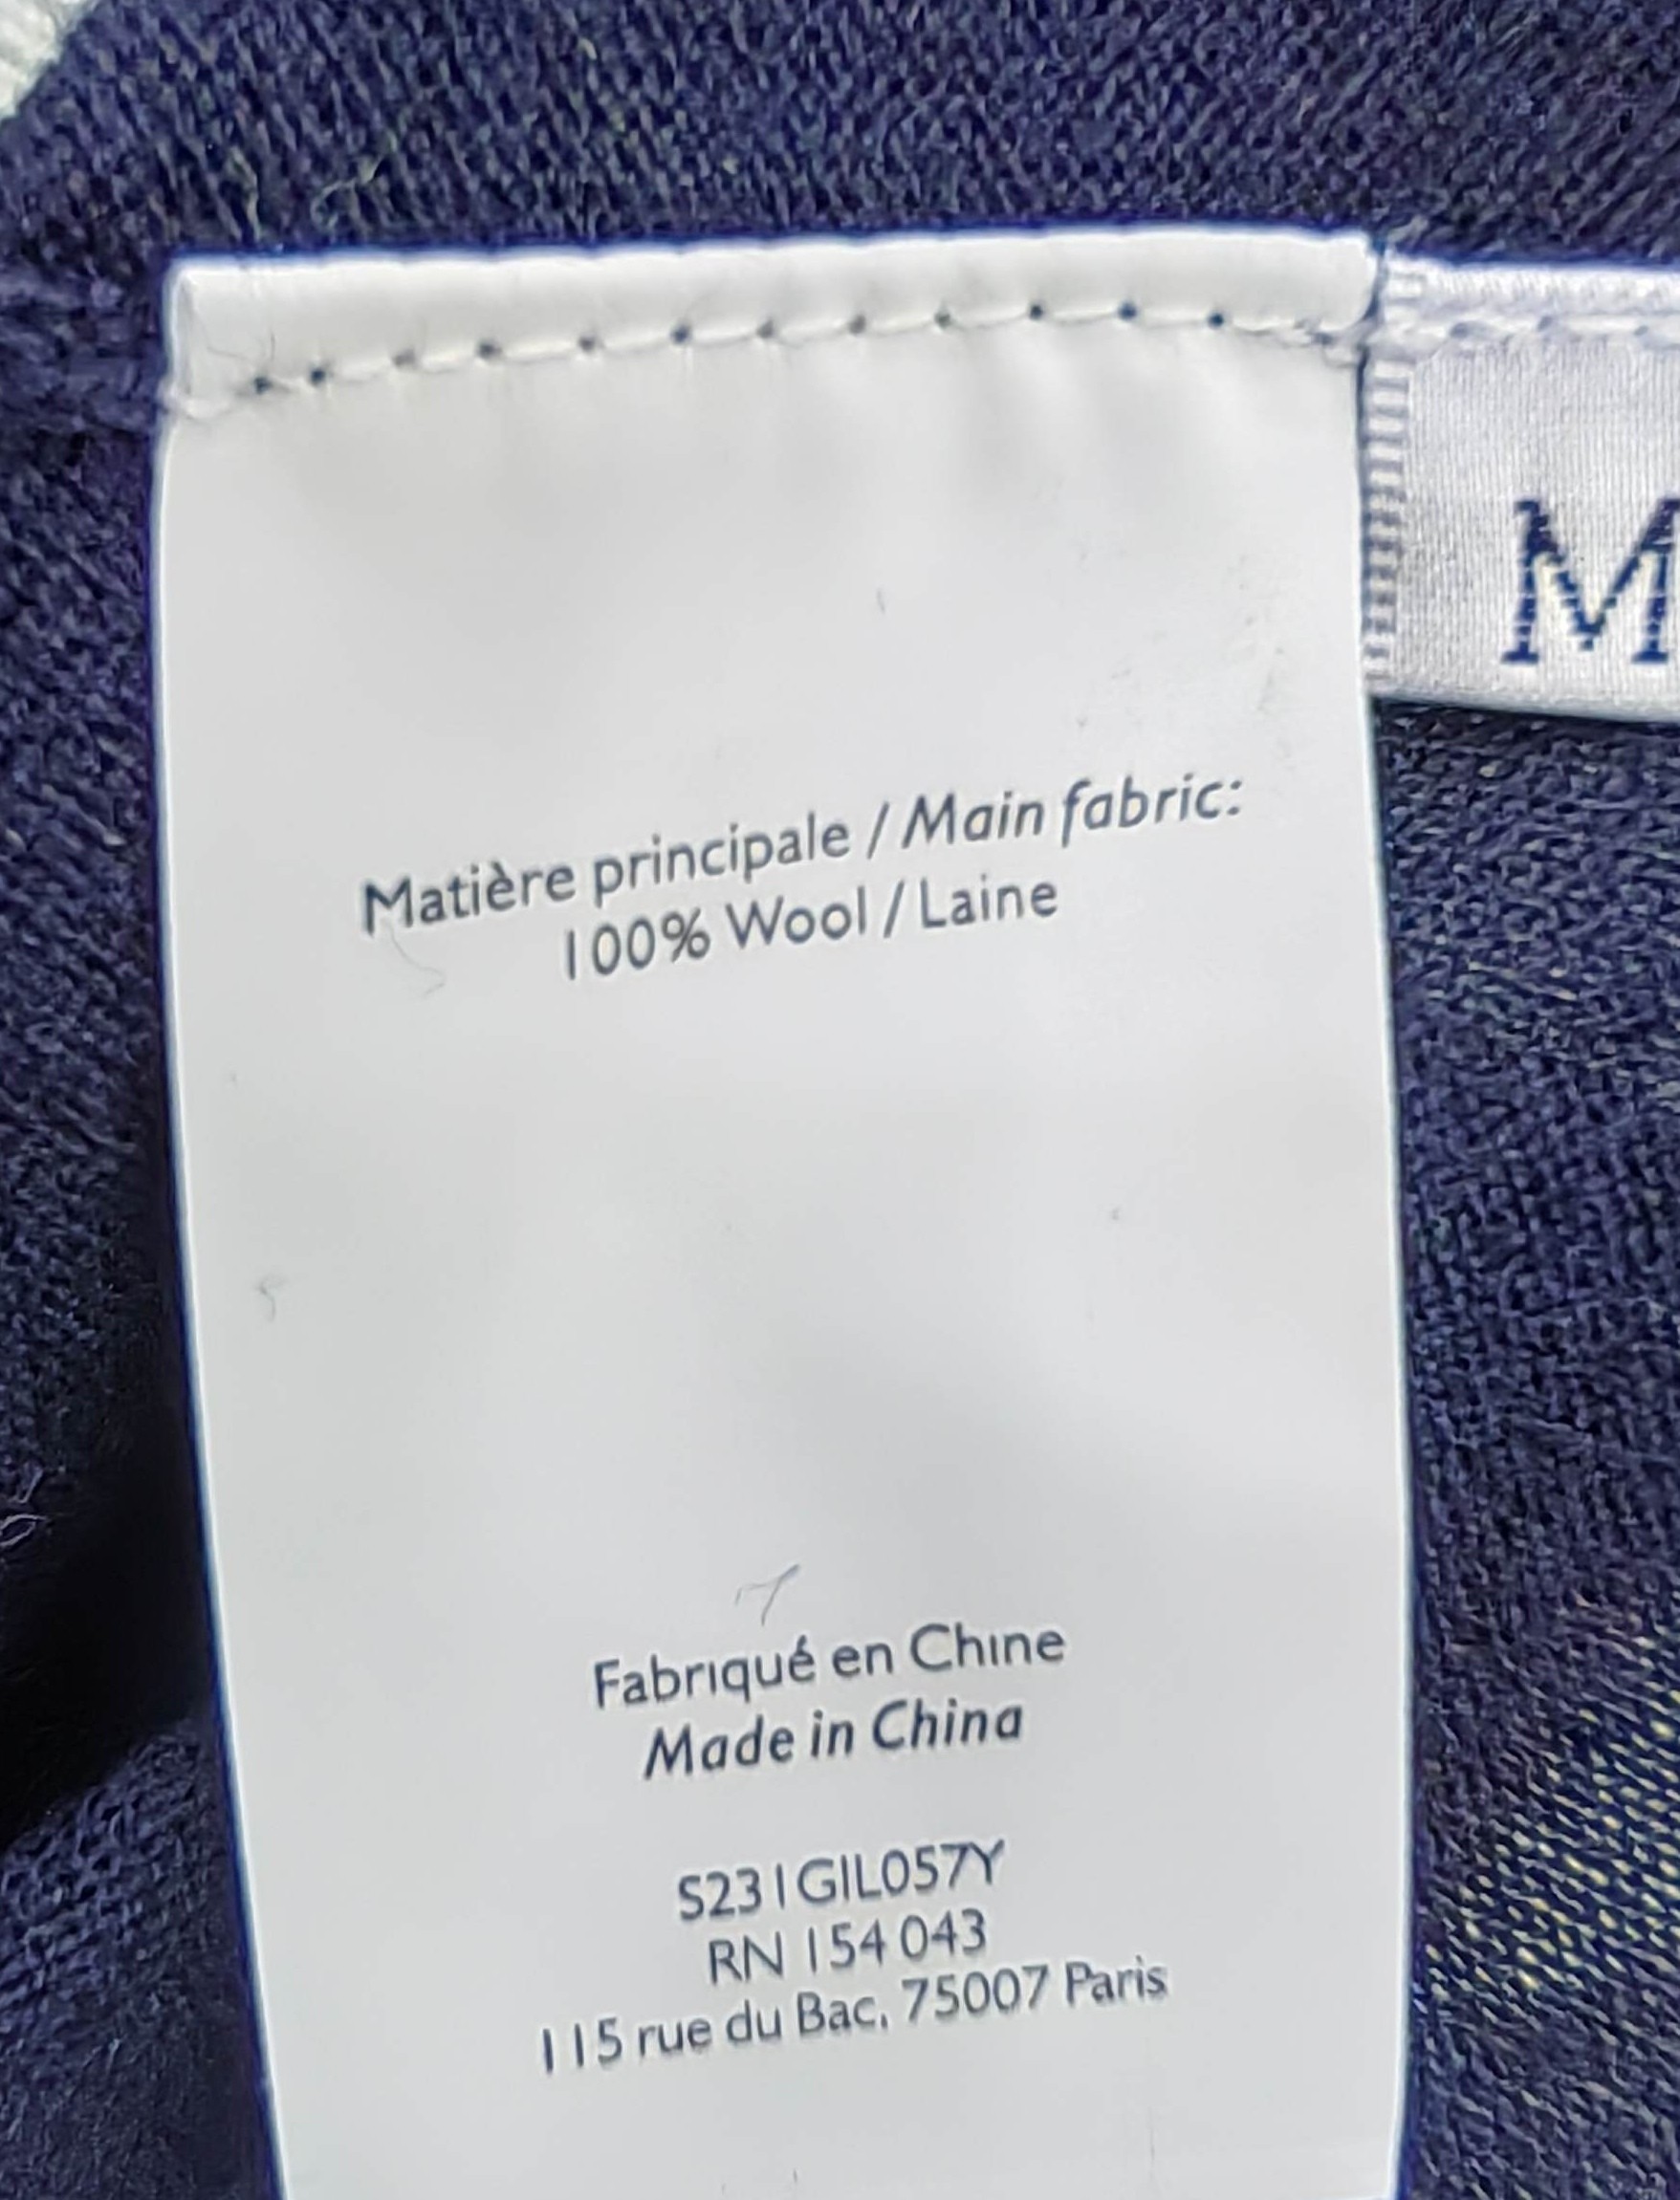 M
Matière principale / Main fabric:
100% Wool / Laine
Fabriqué en Chine
Made in China
S231GIL057Y
RN 154 043
115 rue du Bac, 75007 Paris